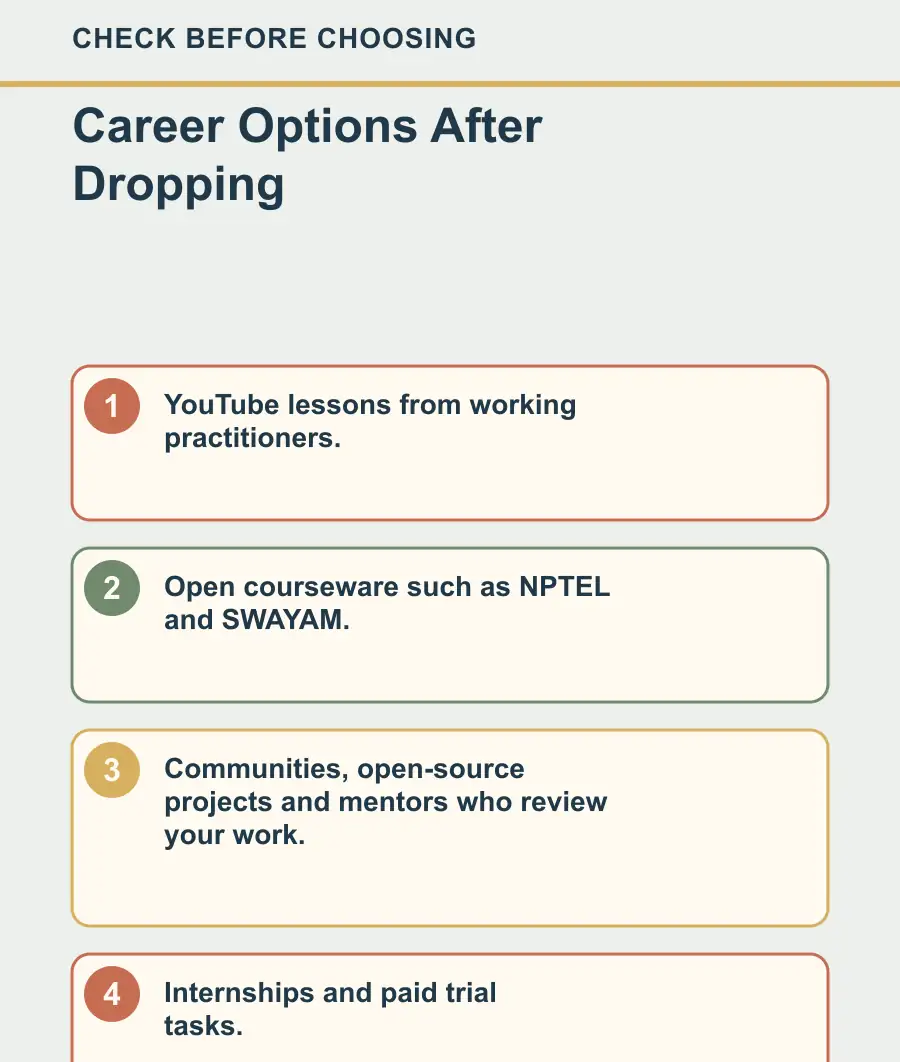 CHECK BEFORE CHOOSING
Career Options After
Dropping
1
YouTube lessons from working
practitioners.
2
Open courseware such as NPTEL
and SWAYAM.
3
Communities, open-source
projects and mentors who review
your work.
4
Internships and paid trial
tasks.